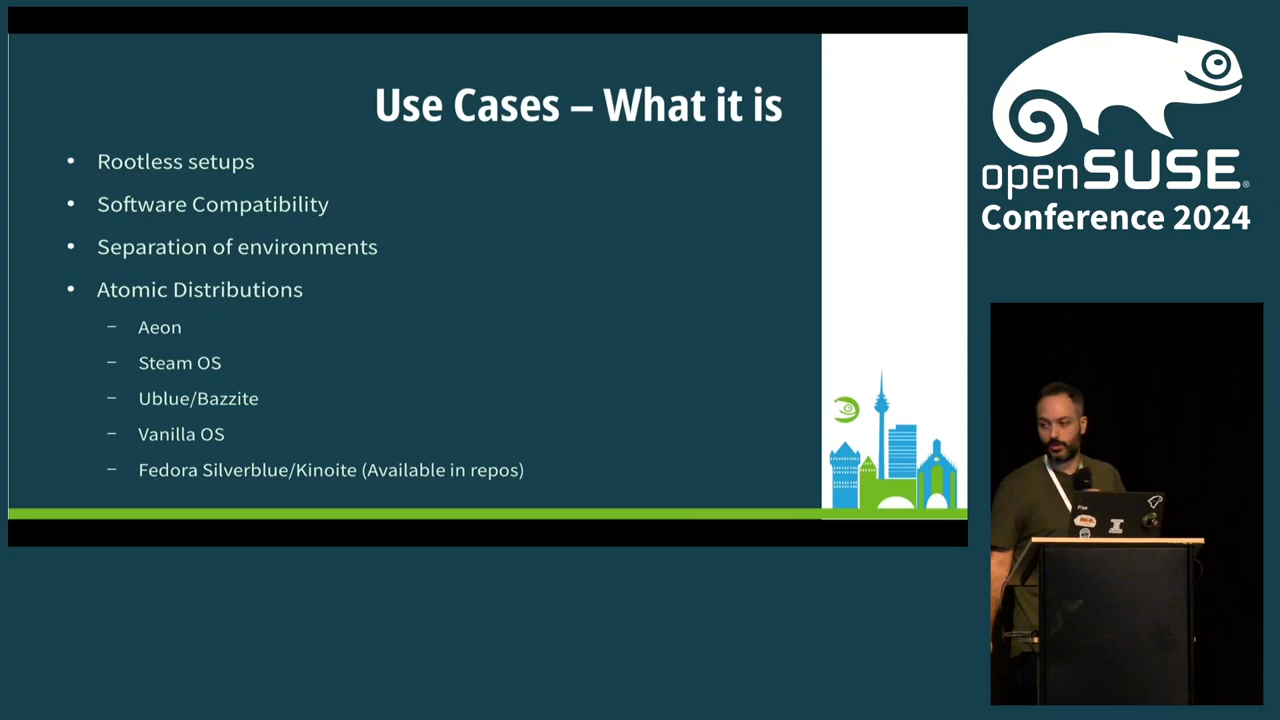 Use Cases – What it is
• Rootless setups
• Software Compatibility
• Separation of environments
• Atomic Distributions
– Aeon
– Steam OS
– Ublue/Bazzite
– Vanilla OS
– Fedora Silverblue/Kinoite (Available in repos)
openSUSE®
Conference 2024